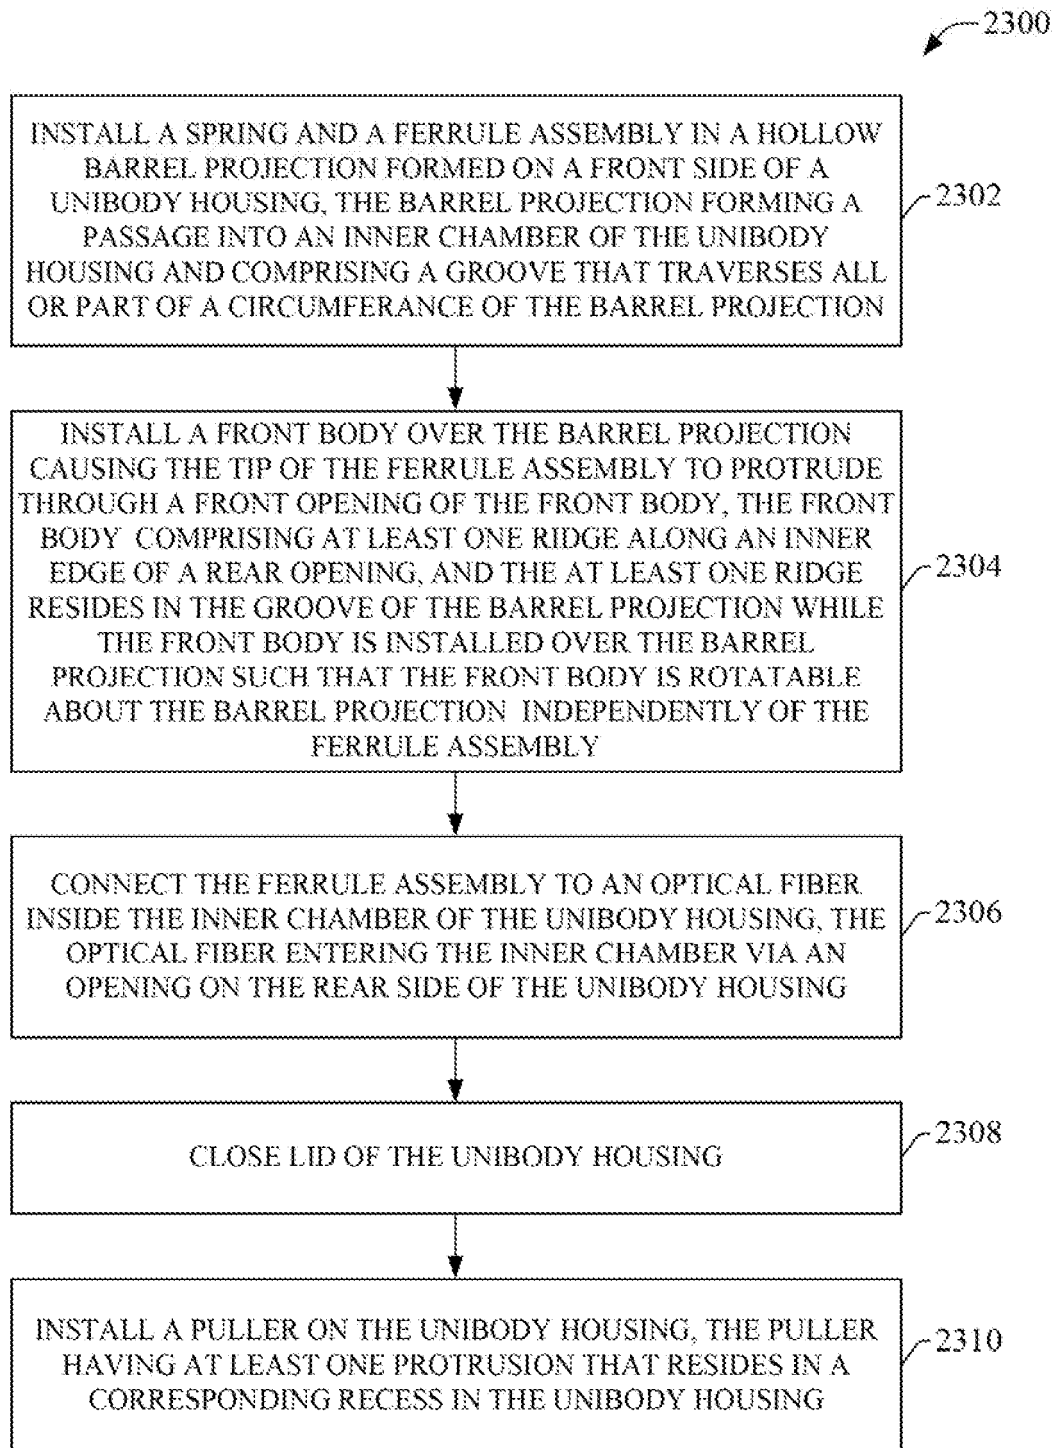 2300
INSTALL A SPRING AND A FERRULE ASSEMBLY IN A HOLLOW
BARREL PROJECTION FORMED ON A FRONT SIDE OF A
UNIBODY HOUSING, THE BARREL PROJECTION FORMING A
PASSAGE INTO AN INNER CHAMBER OF THE UNIBODY
HOUSING AND COMPRISING A GROOVE THAT TRAVERSES ALL
OR PART OF A CIRCUMFERANCE OF THE BARREL PROJECTION
2302
INSTALL A FRONT BODY OVER THE BARREL PROJECTION
CAUSING THE TIP OF THE FERRULE ASSEMBLY TO PROTRUDE
THROUGH A FRONT OPENING OF THE FRONT BODY, THE FRONT
BODY COMPRISING AT LEAST ONE RIDGE ALONG AN INNER
EDGE OF A REAR OPENING, AND THE AT LEAST ONE RIDGE
RESIDES IN THE GROOVE OF THE BARREL PROJECTION WHILE
THE FRONT BODY IS INSTALLED OVER THE BARREL
PROJECTION SUCH THAT THE FRONT BODY IS ROTATABLE
ABOUT THE BARREL PROJECTION INDEPENDENTLY OF THE
FERRULE ASSEMBLY
2304
CONNECT THE FERRULE ASSEMBLY TO AN OPTICAL FIBER
INSIDE THE INNER CHAMBER OF THE UNIBODY HOUSING, THE
OPTICAL FIBER ENTERING THE INNER CHAMBER VIA AN
OPENING ON THE REAR SIDE OF THE UNIBODY HOUSING
2306
CLOSE LID OF THE UNIBODY HOUSING
2308
INSTALL A PULLER ON THE UNIBODY HOUSING, THE PULLER
HAVING AT LEAST ONE PROTRUSION THAT RESIDES IN A
CORRESPONDING RECESS IN THE UNIBODY HOUSING
2310